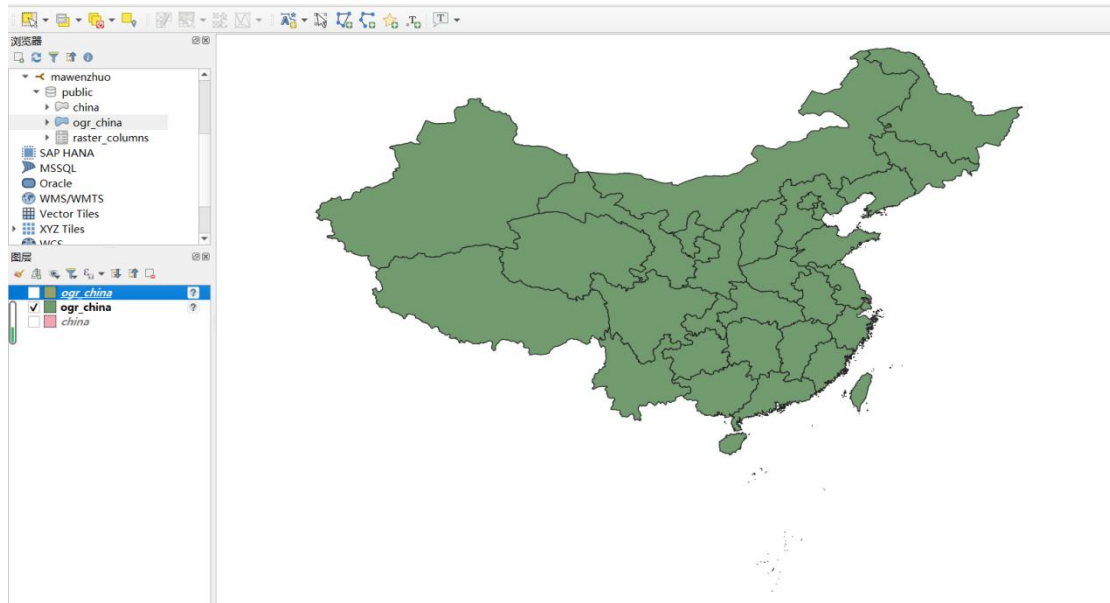 浏览器
mawenzhuo
public
china
ogr_china
raster_columns
SAP HANA
MSSQL
Oracle
WMS/WMTS
Vector Tiles
XYZ Tiles
WCS
图层
ogr_china
ogr_china
china